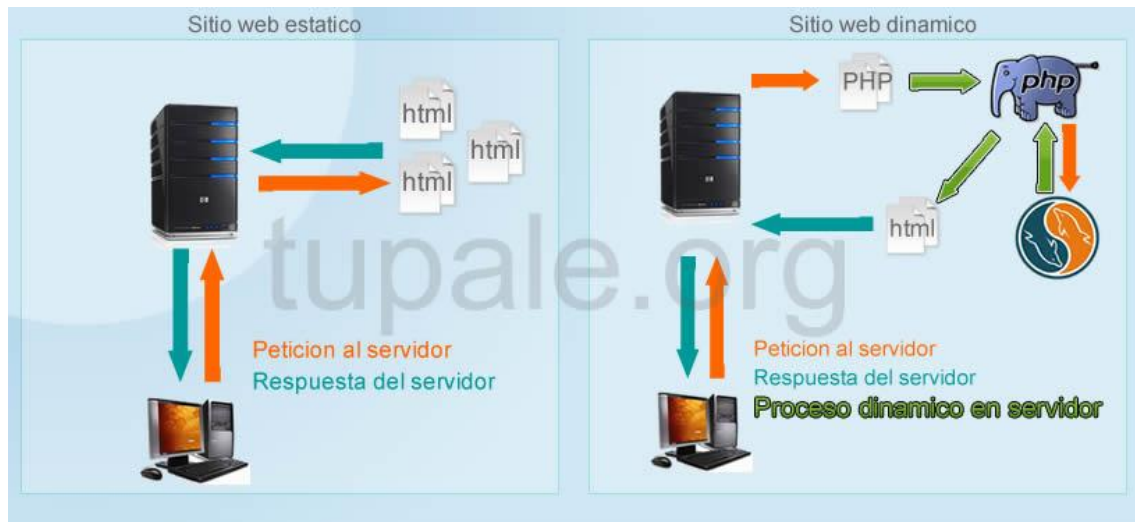 Sitio web estatico
html
html
html
Peticion al servidor
Respuesta del servidor
Sitio web dinamico
PHP
php
html
Peticion al servidor
Respuesta del servidor
Proceso dinamico en servidor
tupale.org